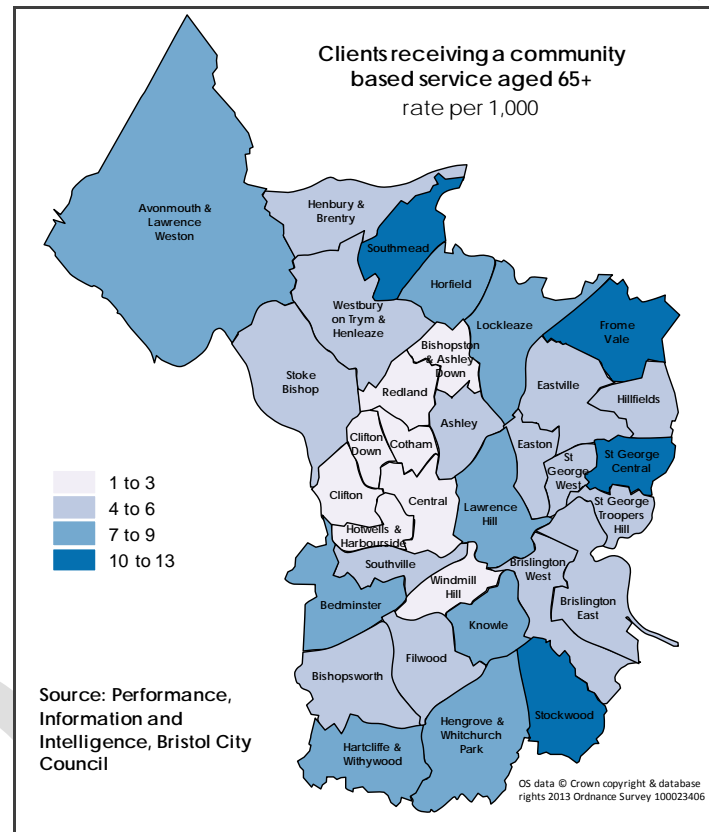 Clients receiving a community
based service aged 65+
rate per 1,000
Avonmouth &
Lawrence
Weston
Henbury &
Brentry
Southmead
Horfield
Lockleaze
Frome
Vale
Westbury
on Trym &
Henleaze
Bishopston
& Ashley
Down
Stoke
Bishop
Redland
Eastville
Hillfields
Ashley
Clifton
Down
Cotham
Easton
St
George
West
St George
Central
Clifton
Central
Lawrence
Hill
St George
Troopers
Hill
Hotwells &
Harbourside
Southville
Windmill
Hill
Brislington
West
Brislington
East
Bedminster
Knowle
Filwood
Bishopsworth
Stockwood
Hengrove &
Whitchurch
Park
Hartcliffe &
Withywood
1 to 3
4 to 6
7 to 9
10 to 13
Source: Performance,
Information and
Intelligence, Bristol City
Council
OS data © Crown copyright & database
rights 2013 Ordnance Survey 100023406